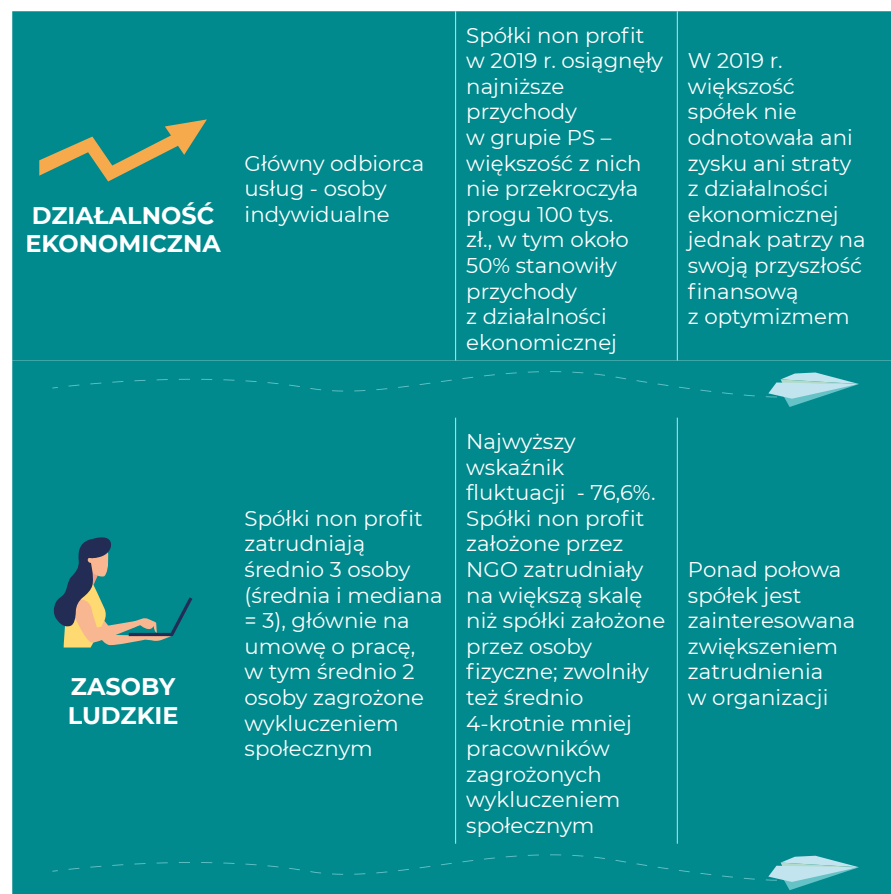 DZIAŁALNOŚĆ
EKONOMICZNA
Główny odbiorca
usług - osoby
indywidualne
Spółki non profit
w 2019 r. osiągnęły
najniższe
przychody
w grupie PS –
większość z nich
nie przekroczyła
progu 100 tys.
zł., w tym około
50% stanowiły
przychody
z działalności
ekonomicznej
W 2019 r.
większość
spółek nie
odnotowała ani
zysku ani straty
z działalności
ekonomicznej
jednak patrzy na
swoją przyszłość
finansową
z optymizmem
ZASOBY
LUDZKIE
Spółki non profit
zatrudniają
średnio 3 osoby
(średnia i mediana
= 3), głównie na
umowę o pracę,
w tym średnio 2
osoby zagrożone
wykluczeniem
społecznym
Najwyższy
wskaźnik
fluktuacji - 76,6%.
Spółki non profit
założone przez
NGO zatrudniały
na większą skalę
niż spółki założone
przez osoby
fizyczne; zwolniły
też średnio
4-krotnie mniej
pracowników
zagrożonych
wykluczeniem
społecznym
Ponad połowa
spółek jest
zainteresowana
zwiększeniem
zatrudnienia
w organizacji